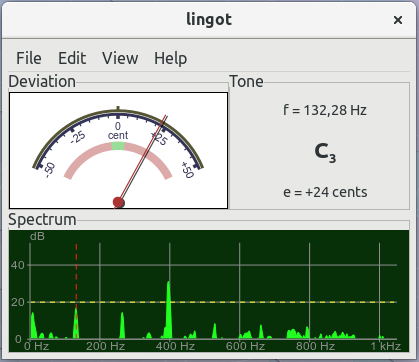 lingot ×
File Edit View Help
Deviation
-50 -25 0 +25 +50
cent
Tone
f = 132,28 Hz
C3
e = +24 cents
Spectrum
dB
40
20
0
0 Hz 200 Hz 400 Hz 600 Hz 800 Hz 1 kHz